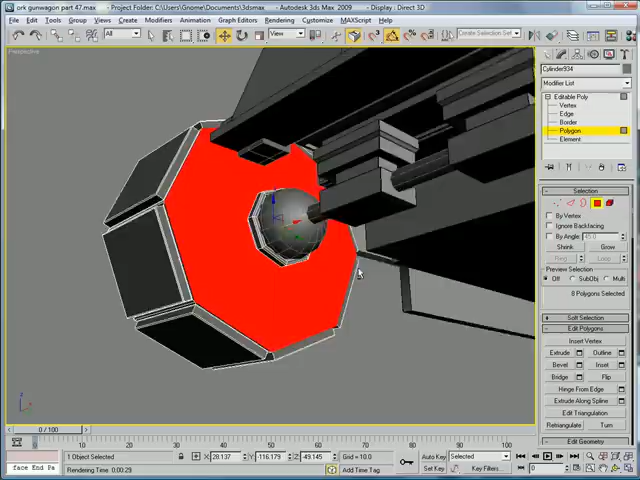 ork gunwagon part 47.max - Project Folder: C:\Users\Gnome\Documents\3dsmax - Autodesk 3ds Max 2009 - Display : Direct 3D
File Edit Tools Group Views Create Modifiers Animation Graph Editors Rendering Customize MAXScript Help
All View Create Selection Set
Perspective
Cylinder934
Modifier List
Editable Poly
Vertex
Edge
Border
Polygon
Element
Selection
By Vertex
Ignore Backfacing
By Angle: 45.0
Shrink Grow
Ring Loop
Preview Selection
Off SubObj Multi
8 Polygons Selected
Soft Selection
Edit Polygons
Insert Vertex
Extrude Outline
Bevel Inset
Bridge Flip
Hinge From Edge
Extrude Along Spline
Edit Triangulation
Retriangulate Turn
Edit Geometry
0 / 100
0 10 20 30 40 50 60 70 80 90 100
1 Object Selected X: 28.137 Y: -116.179 Z: -49.145 Grid = 10.0 Auto Key Selected
face End Pa Rendering Time 0:00:29 Add Time Tag Set Key Key Filters... 0